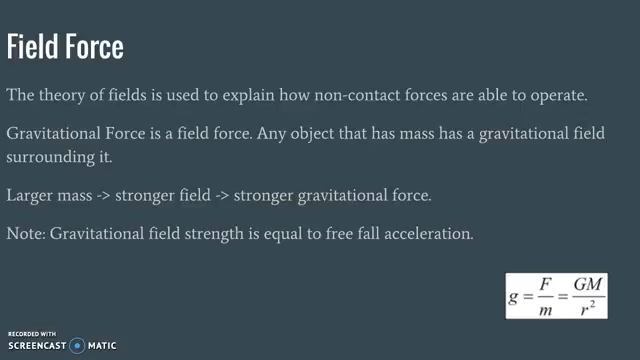 Field Force
The theory of fields is used to explain how non-contact forces are able to operate.
Gravitational Force is a field force. Any object that has mass has a gravitational field
surrounding it.
Larger mass -> stronger field -> stronger gravitational force.
Note: Gravitational field strength is equal to free fall acceleration.
g = F/m = GM/r²
RECORDED WITH
SCREENCAST MATIC